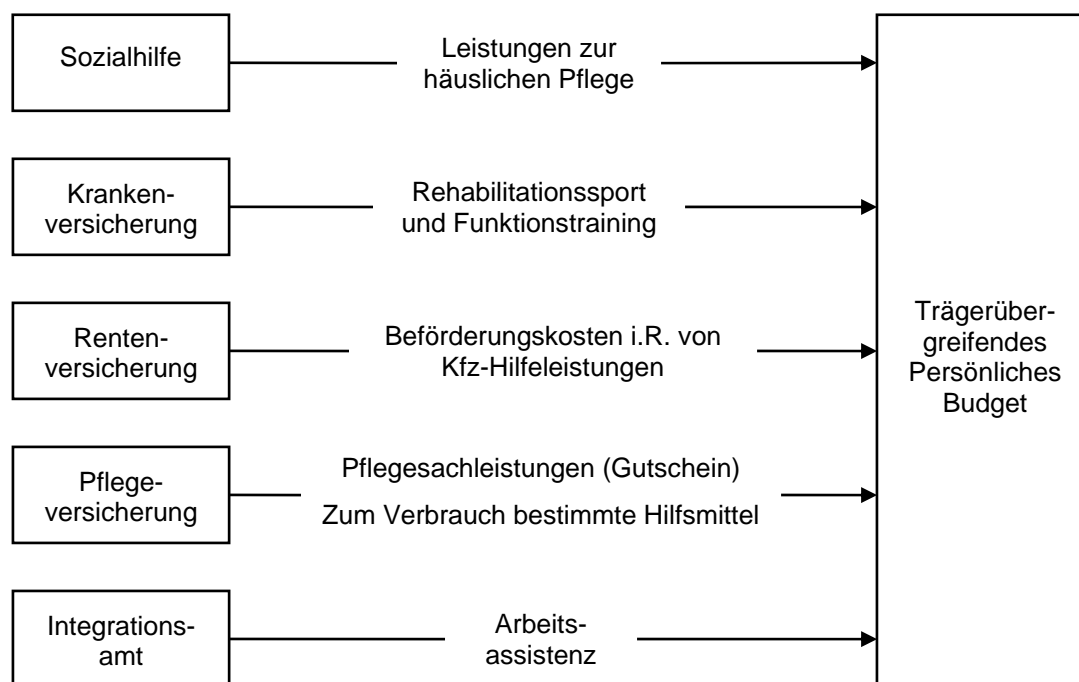 Sozialhilfe
Leistungen zur
häuslichen Pflege
Kranken-
versicherung
Rehabilitationssport
und Funktionstraining
Renten-
versicherung
Beförderungskosten i.R. von
Kfz-Hilfeleistungen
Pflege-
versicherung
Pflegesachleistungen (Gutschein)
Zum Verbrauch bestimmte Hilfsmittel
Integrations-
amt
Arbeits-
assistenz
Trägerüber-
greifendes
Persönliches
Budget